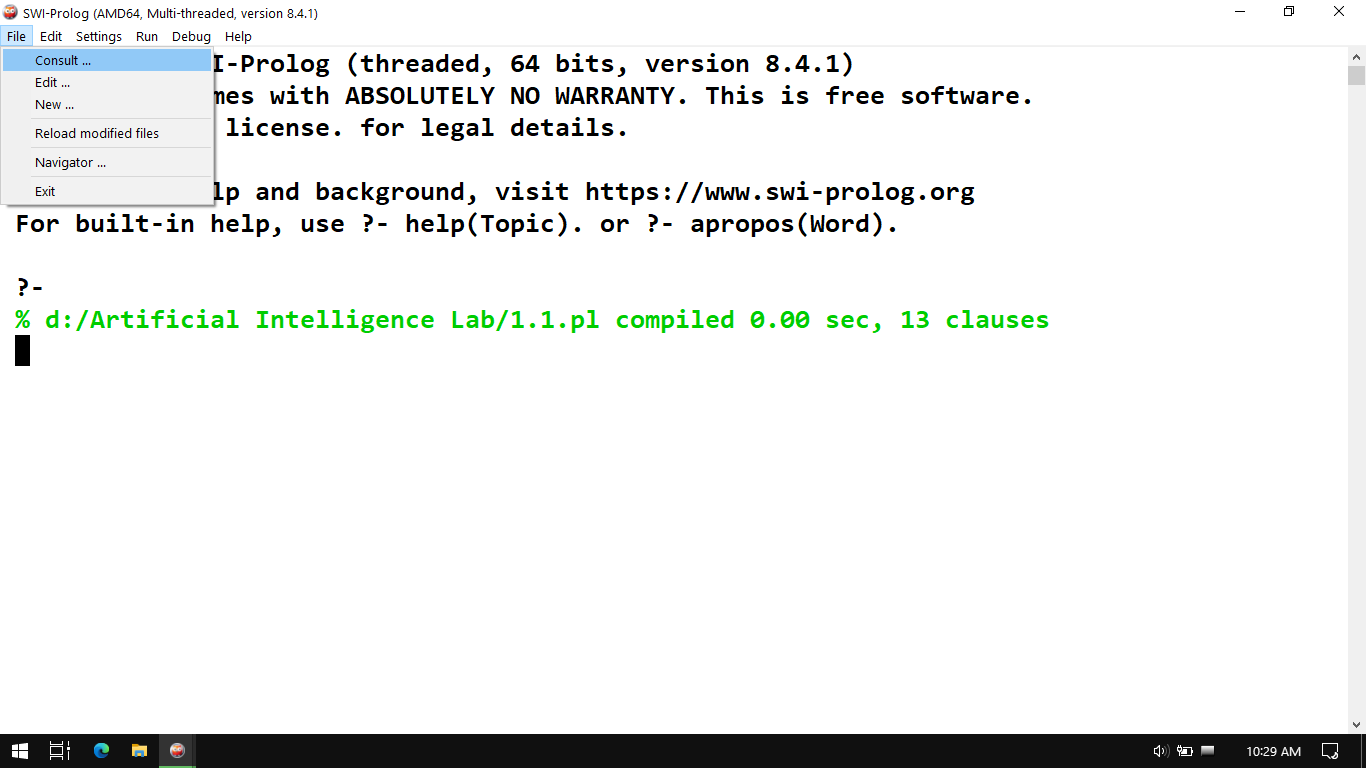 SWI-Prolog (AMD64, Multi-threaded, version 8.4.1)
File Edit Settings Run Debug Help
Consult ...
Edit ...
New ...
Reload modified files
Navigator ...
Exit
I-Prolog (threaded, 64 bits, version 8.4.1)
mes with ABSOLUTELY NO WARRANTY. This is free software.
license. for legal details.
lp and background, visit https://www.swi-prolog.org
For built-in help, use ?- help(Topic). or ?- apropos(Word).
?-
% d:/Artificial Intelligence Lab/1.1.pl compiled 0.00 sec, 13 clauses
10:29 AM